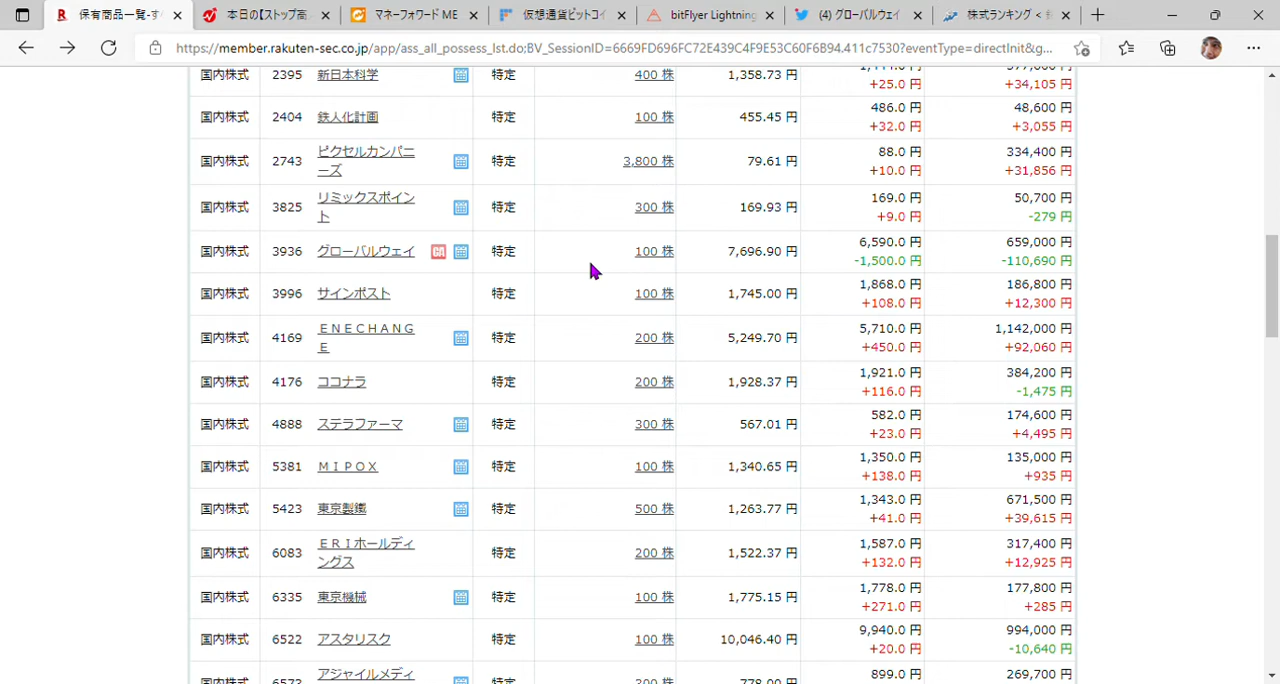 保有商品一覧-す
本日の【ストップ高
マネーフォワード ME
仮想通貨ビットコイ
bitFlyer Lightning
(4) グローバルウェイ
株式ランキング <
https://member.rakuten-sec.co.jp/app/ass_all_possess_lst.do:BV_SessionID=6669FD696FC72E439C4F9E53C60F6B94.411c7530?eventType=directInit&g...
国内株式 2395 新日本科学 特定 400 株 1,358.73 円
+25.0 円 +34,105 円
486.0 円 48,600 円
国内株式 2404 鉄人化計画 特定 100 株 455.45 円
+32.0 円 +3,055 円
ピクセルカンパニ 88.0 円 334,400 円
国内株式 2743 特定 3,800 株 79.61 円
ーズ +10.0 円 +31,856 円
リミックスポイン 169.0 円 50,700 円
国内株式 3825 特定 300 株 169.93 円
ト +9.0 円 -279 円
6,590.0 円 659,000 円
国内株式 3936 グローバルウェイ 特定 100 株 7,696.90 円
-1,500.0 円 -110,690 円
1,868.0 円 186,800 円
国内株式 3996 サインポスト 特定 100 株 1,745.00 円
+108.0 円 +12,300 円
ＥＮＥＣＨＡＮＧ 5,710.0 円 1,142,000 円
国内株式 4169 特定 200 株 5,249.70 円
Ｅ +450.0 円 +92,060 円
1,921.0 円 384,200 円
国内株式 4176 ココナラ 特定 200 株 1,928.37 円
+116.0 円 -1,475 円
582.0 円 174,600 円
国内株式 4888 ステラファーマ 特定 300 株 567.01 円
+23.0 円 +4,495 円
1,350.0 円 135,000 円
国内株式 5381 ＭＩＰＯＸ 特定 100 株 1,340.65 円
+138.0 円 +935 円
1,343.0 円 671,500 円
国内株式 5423 東京製鐵 特定 500 株 1,263.77 円
+41.0 円 +39,615 円
ＥＲＩホールディ 1,587.0 円 317,400 円
国内株式 6083 特定 200 株 1,522.37 円
ングス +132.0 円 +12,925 円
1,778.0 円 177,800 円
国内株式 6335 東京機械 特定 100 株 1,775.15 円
+271.0 円 +285 円
9,940.0 円 994,000 円
国内株式 6522 アスタリスク 特定 100 株 10,046.40 円
+20.0 円 -10,640 円
アジャイルメディ 899.0 円 269,700 円